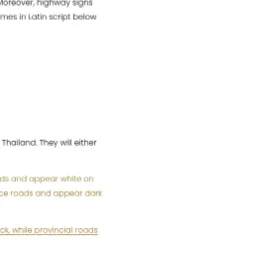 Moreover, highway signs
mes in Latin script below
Thailand. They will either
ds and appear white on
ce roads and appear dark
ck, while provincial roads